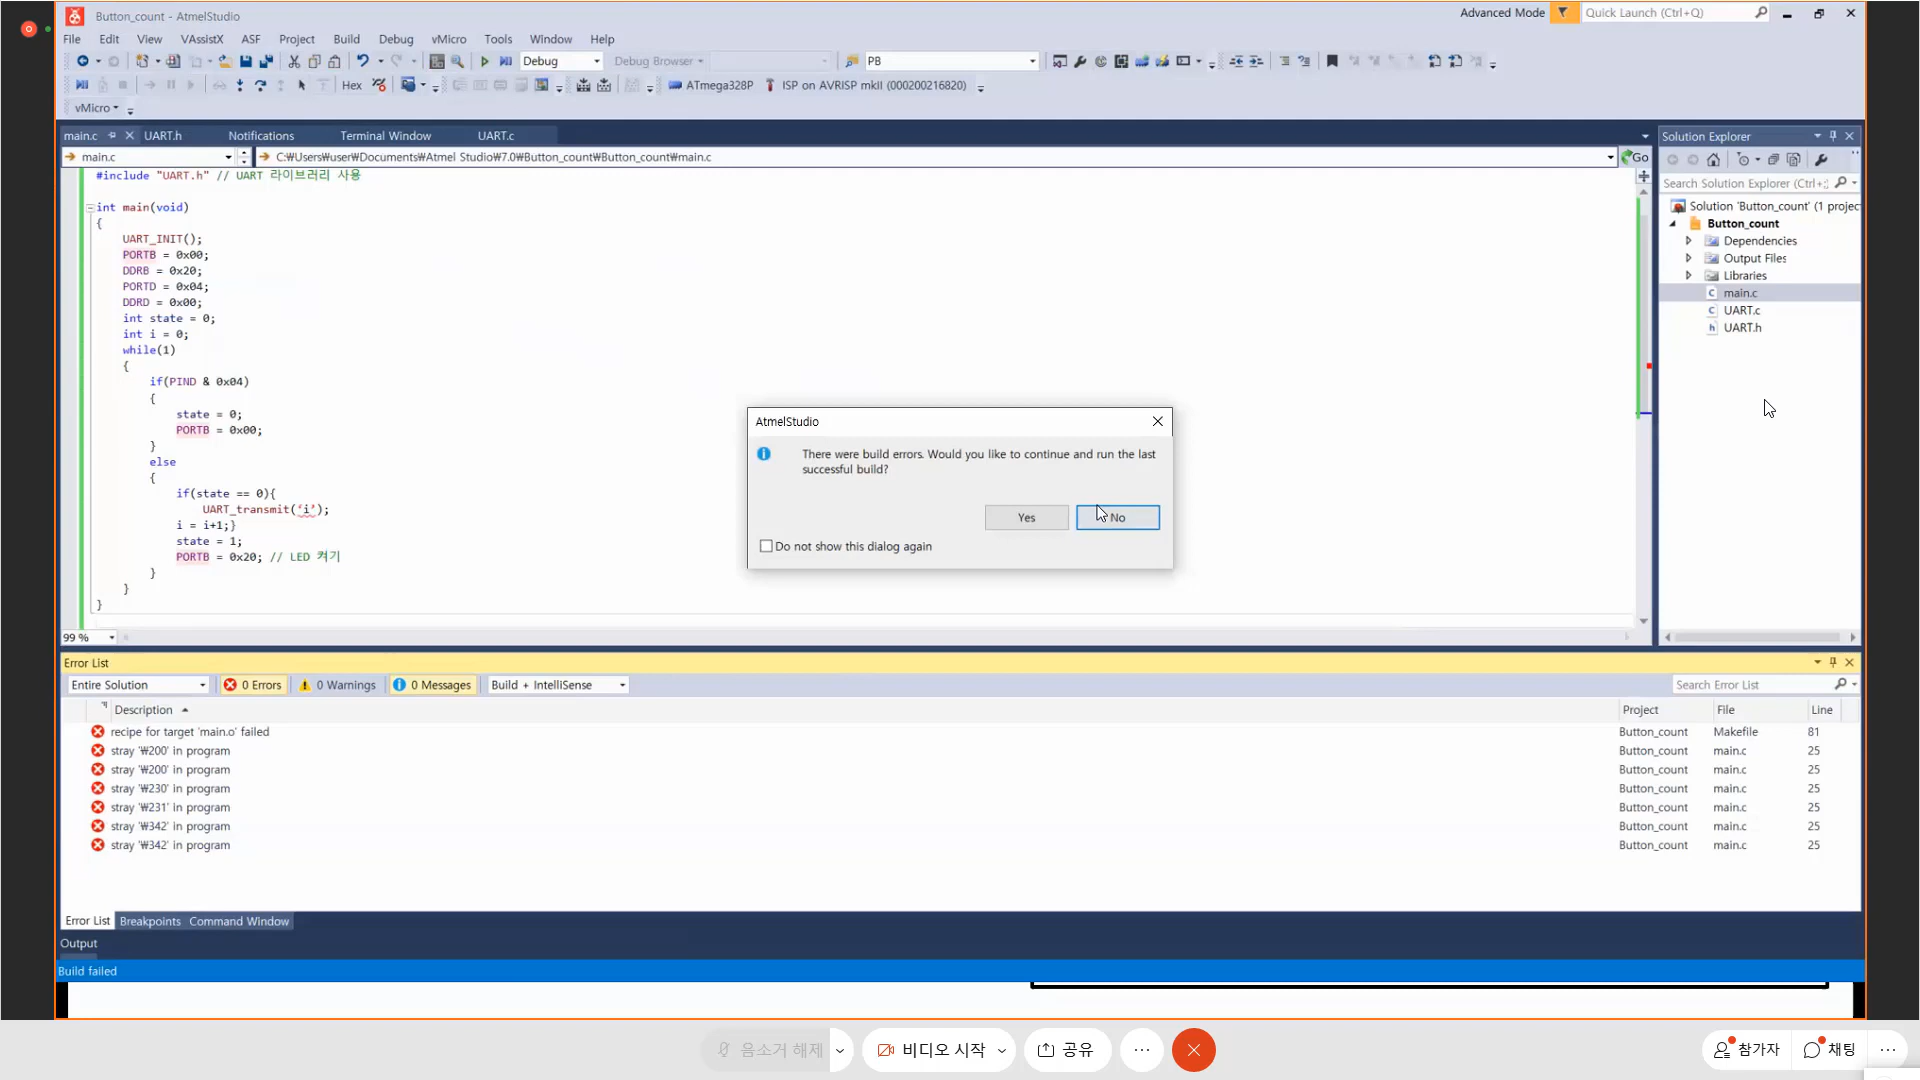 Button_count - AtmelStudio
Advanced Mode
Quick Launch (Ctrl+Q)
File Edit View VAssistX ASF Project Build Debug vMicro Tools Window Help
Debug
Debug Browser
PB
Hex
ATmega328P
ISP on AVRISP mkII (000200216820)
vMicro
main.c
UART.h
Notifications
Terminal Window
UART.c
main.c
C:₩Users₩user₩Documents₩Atmel Studio₩7.0₩Button_count₩Button_count₩main.c
Go
#include "UART.h" // UART 라이브러리 사용
int main(void)
{
UART_INIT();
PORTB = 0x00;
DDRB = 0x20;
PORTD = 0x04;
DDRD = 0x00;
int state = 0;
int i = 0;
while(1)
{
if(PIND & 0x04)
{
state = 0;
PORTB = 0x00;
}
else
{
if(state == 0){
UART_transmit(‘i’);
i = i+1;}
state = 1;
PORTB = 0x20; // LED 켜기
}
}
}
99 %
AtmelStudio
There were build errors. Would you like to continue and run the last
successful build?
Yes
No
Do not show this dialog again
Solution Explorer
Search Solution Explorer (Ctrl+;)
Solution 'Button_count' (1 projec
Button_count
Dependencies
Output Files
Libraries
main.c
UART.c
UART.h
Error List
Entire Solution
0 Errors
0 Warnings
0 Messages
Build + IntelliSense
Search Error List
Description Project File Line
recipe for target 'main.o' failed Button_count Makefile 81
stray '₩200' in program Button_count main.c 25
stray '₩200' in program Button_count main.c 25
stray '₩230' in program Button_count main.c 25
stray '₩231' in program Button_count main.c 25
stray '₩342' in program Button_count main.c 25
stray '₩342' in program Button_count main.c 25
Error List Breakpoints Command Window
Output
Build failed
음소거 해제
비디오 시작
공유
참가자
채팅